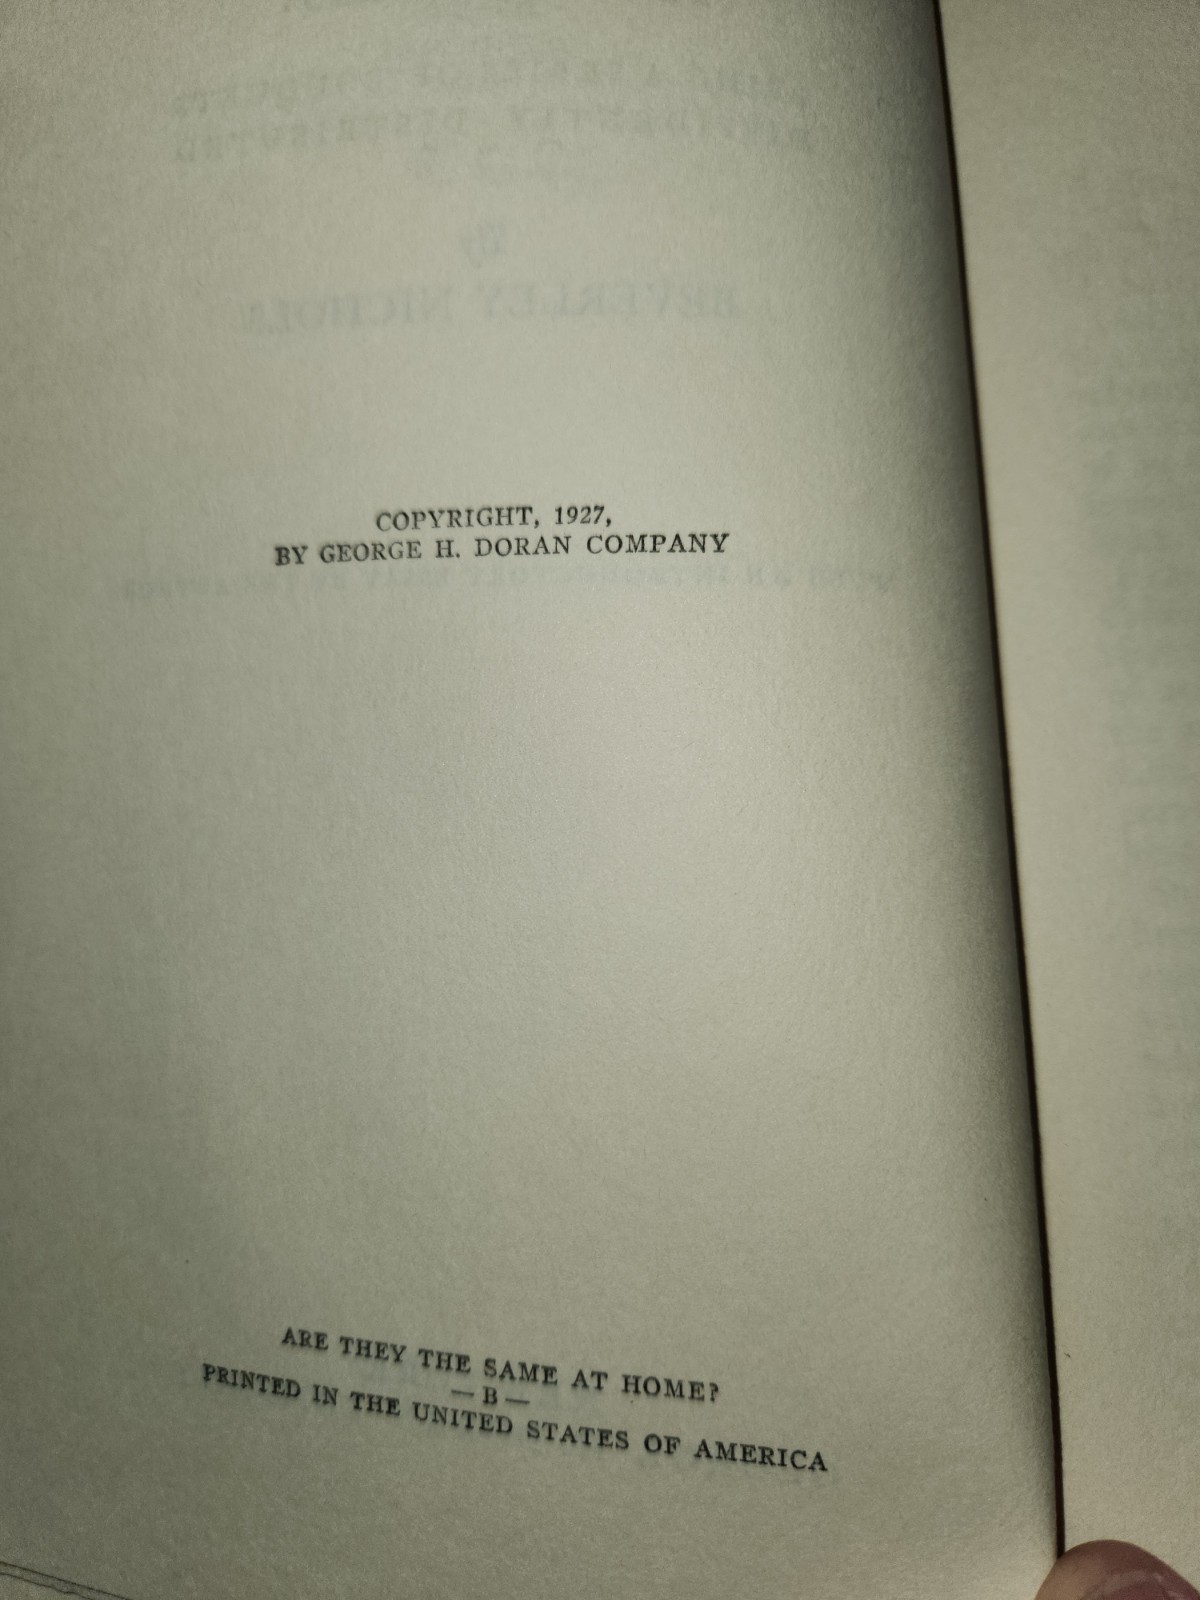 COPYRIGHT, 1927,
BY GEORGE H. DORAN COMPANY
ARE THEY THE SAME AT HOME?
— B —
PRINTED IN THE UNITED STATES OF AMERICA